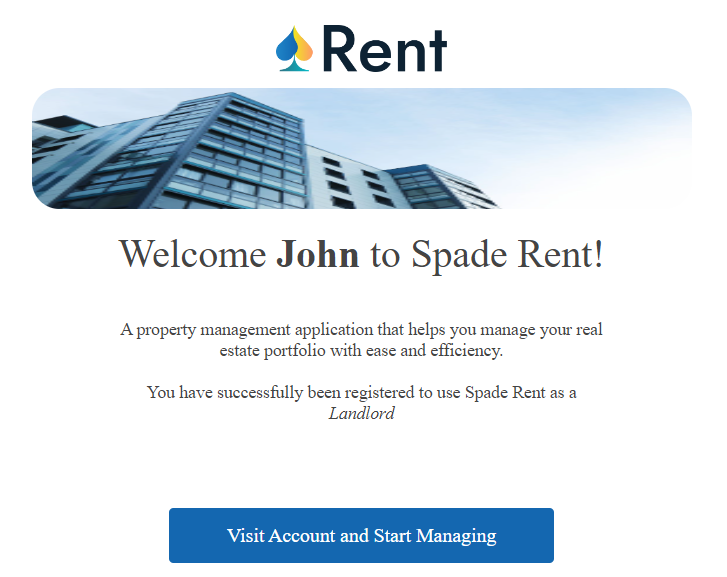 Rent
Welcome John to Spade Rent!
A property management application that helps you manage your real
estate portfolio with ease and efficiency.
You have successfully been registered to use Spade Rent as a
Landlord
Visit Account and Start Managing